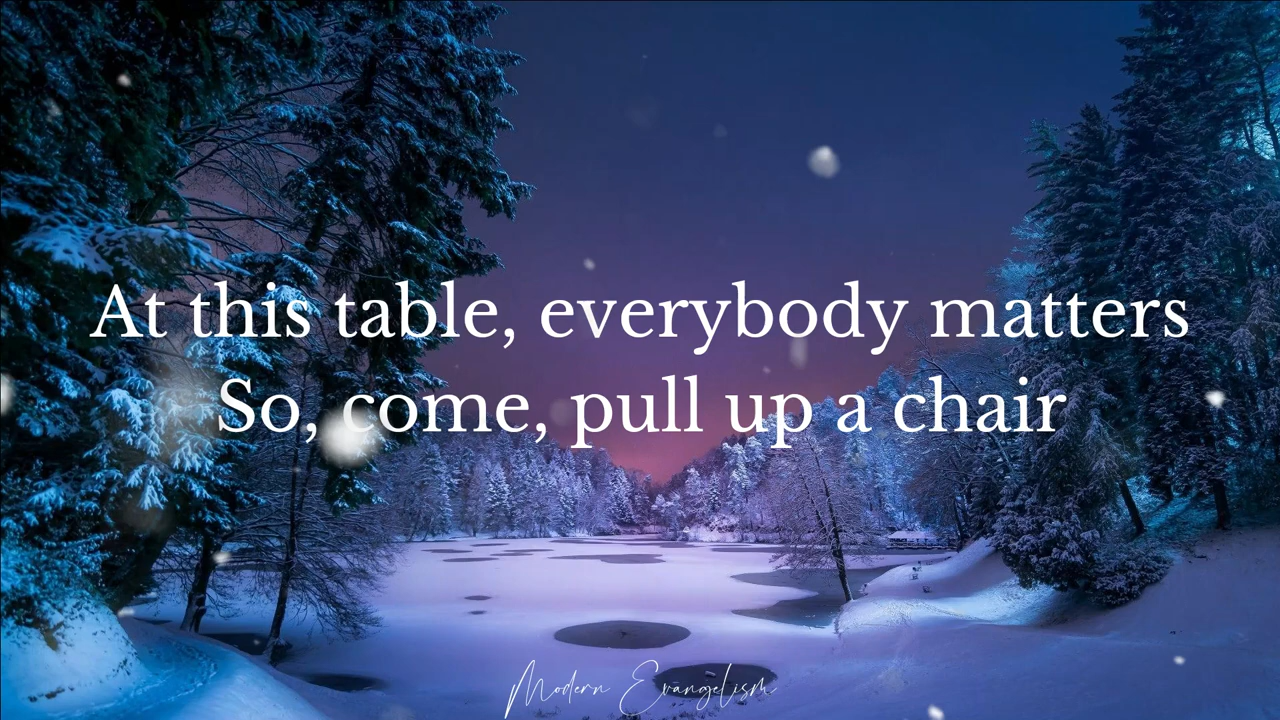 At this table, everybody matters
So, come, pull up a chair
Modern Evangelism